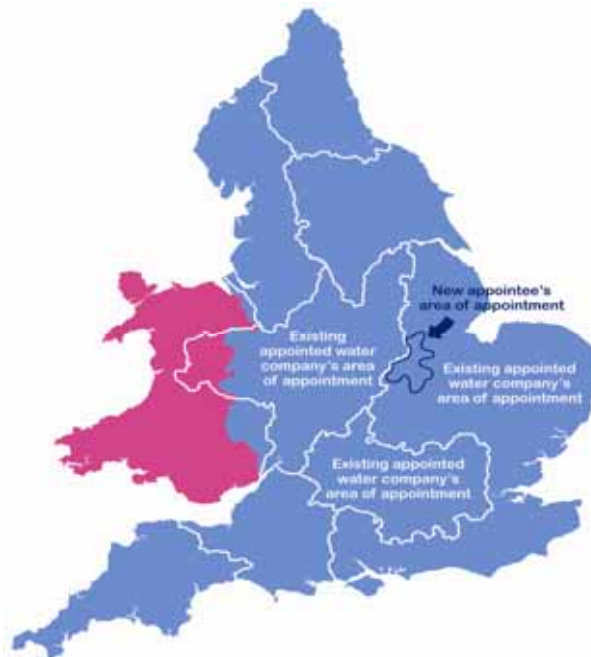 New appointee's
area of appointment
Existing
appointed water
company's area
of appointment
Existing appointed
water company's
area of appointment
Existing appointed
water company's
area of appointment